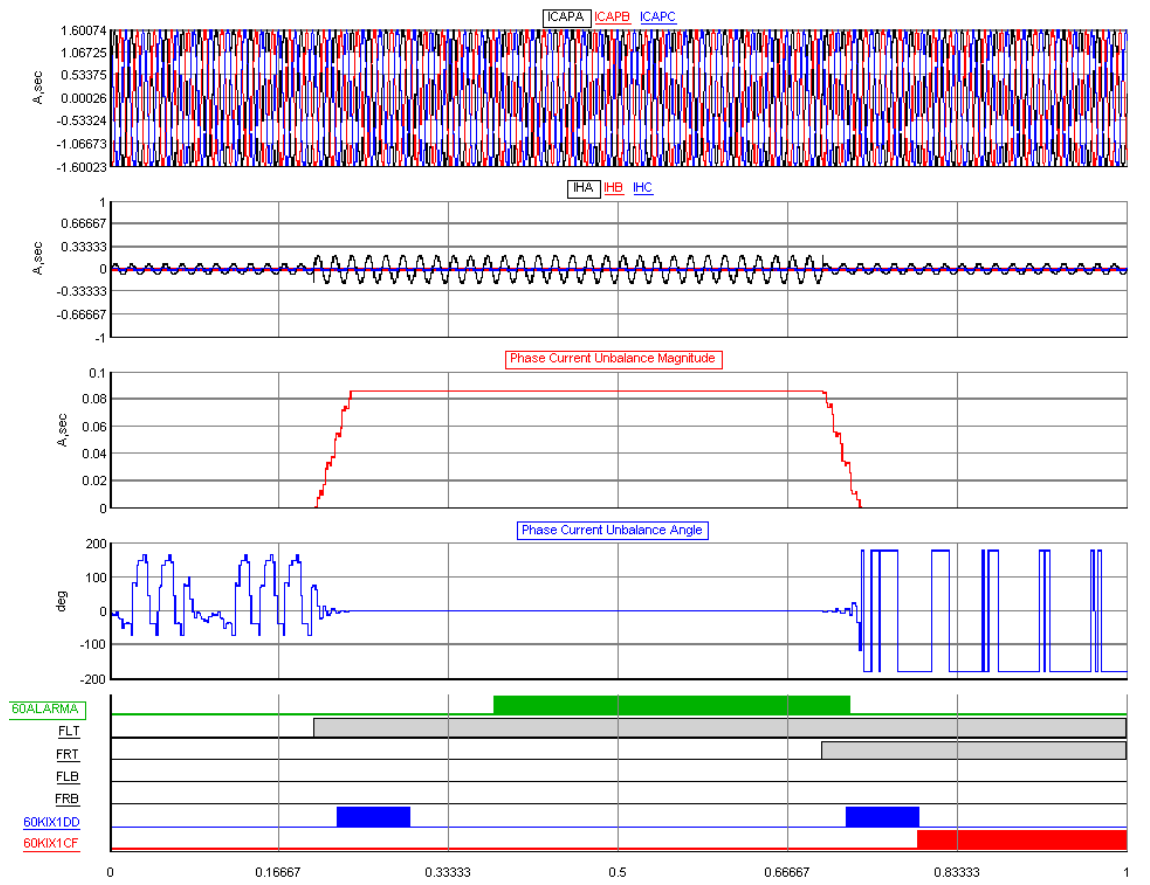 ICAPA ICAPB ICAPC
1.60074
1.06725
0.53375
0.00026
-0.53324
-1.06673
-1.60023
A,sec
IHA IHB IHC
1
0.66667
0.33333
0
-0.33333
-0.66667
-1
A,sec
Phase Current Unbalance Magnitude
0.1
0.08
0.06
0.04
0.02
0
A,sec
Phase Current Unbalance Angle
200
100
0
-100
-200
deg
60ALARMA
FLT
FRT
FLB
FRB
60KIX1DD
60KIX1CF
0 0.16667 0.33333 0.5 0.66667 0.83333 1